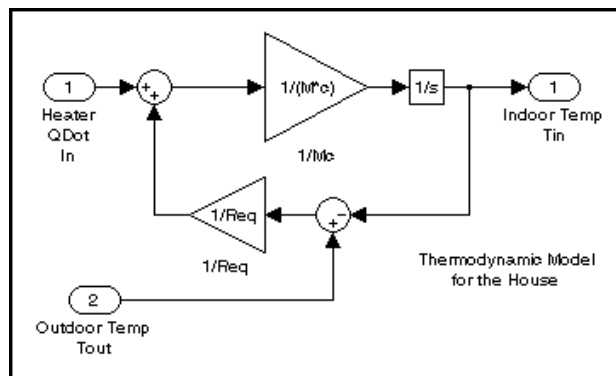 1
Heater
QDot
In
+
+
1/(M*c)
1/Mc
1/s
1
Indoor Temp
Tin
1/Req
1/Req
+
−
2
Outdoor Temp
Tout
Thermodynamic Model
for the House